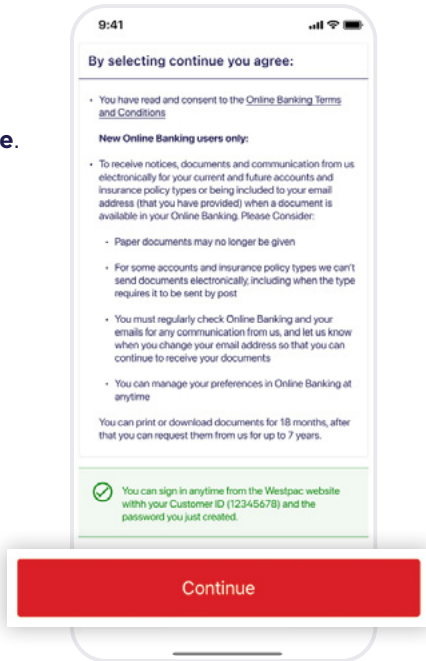 9:41
By selecting continue you agree:
• You have read and consent to the Online Banking Terms
and Conditions
e.
New Online Banking users only:
• To receive notices, documents and communication from us
electronically for your current and future accounts and
insurance policy types or being included to your email
address (that you have provided) when a document is
available in your Online Banking. Please Consider:
• Paper documents may no longer be given
• For some accounts and insurance policy types we can't
send documents electronically, including when the type
requires it to be sent by post
• You must regularly check Online Banking and your
emails for any communication from us, and let us know
when you change your email address so that you can
continue to receive your documents
• You can manage your preferences in Online Banking at
anytime
You can print or download documents for 18 months, after
that you can request them from us for up to 7 years.
You can sign in anytime from the Westpac website
withh your Customer ID (12345678) and the
password you just created.
Continue